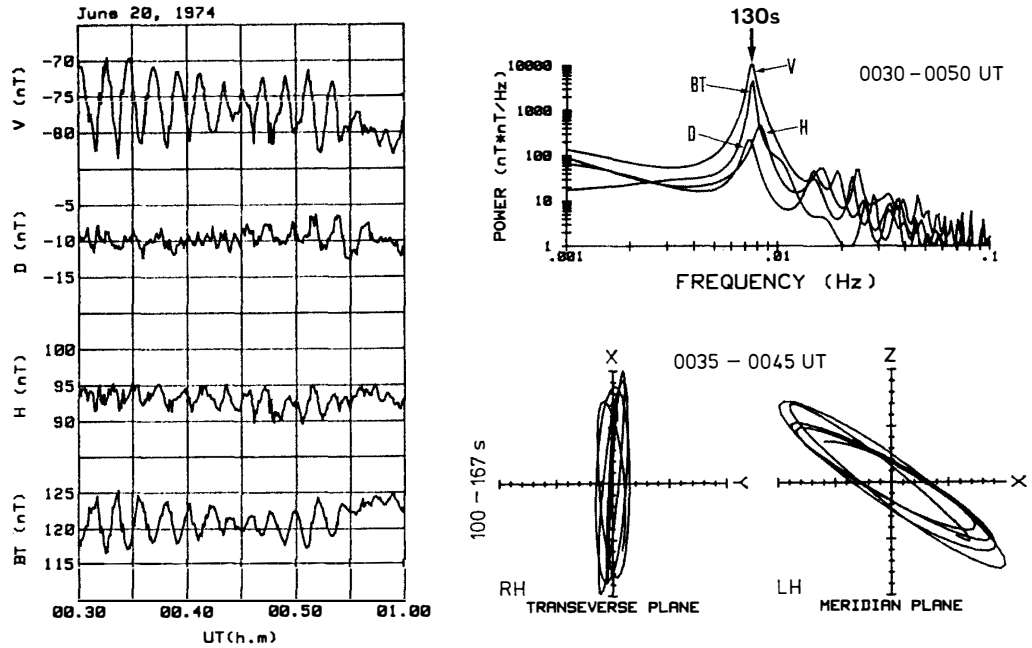 June 20, 1974
V (nT)
-70
-75
-80
D (nT)
-5
-10
-15
H (nT)
100
95
90
BT (nT)
125
120
115
00.30 00.40 00.50 01.00
UT(h.m)
130s
POWER (nT*nT/Hz)
10000
1000
100
10
1
V
BT
D
H
0030 – 0050 UT
.001 .01 .1
FREQUENCY (Hz)
0035 – 0045 UT
100 – 167 s
X
Y
RH
TRANSEVERSE PLANE
Z
X
LH
MERIDIAN PLANE